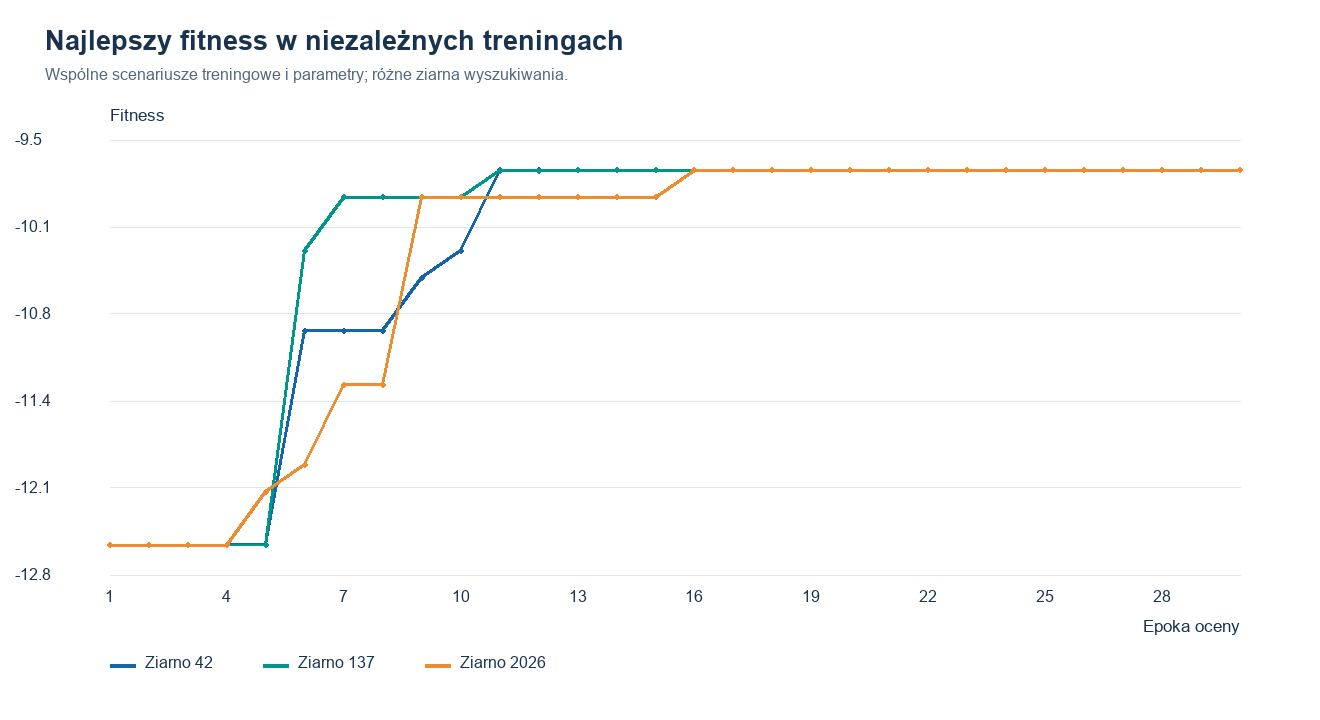 Najlepszy fitness w niezależnych treningach
Wspólne scenariusze treningowe i parametry; różne ziarna wyszukiwania.
Fitness
-9.5
-10.1
-10.8
-11.4
-12.1
-12.8
1 4 7 10 13 16 19 22 25 28
Epoka oceny
Ziarno 42 Ziarno 137 Ziarno 2026